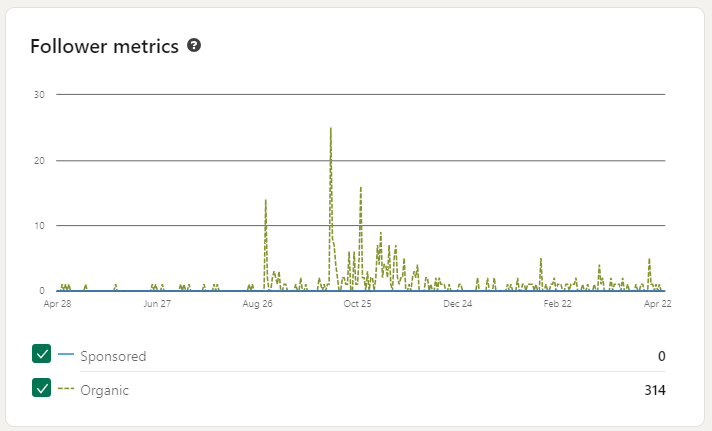 Follower metrics ?
30
20
10
0
Apr 28 Jun 27 Aug 26 Oct 25 Dec 24 Feb 22 Apr 22
Sponsored 0
Organic 314